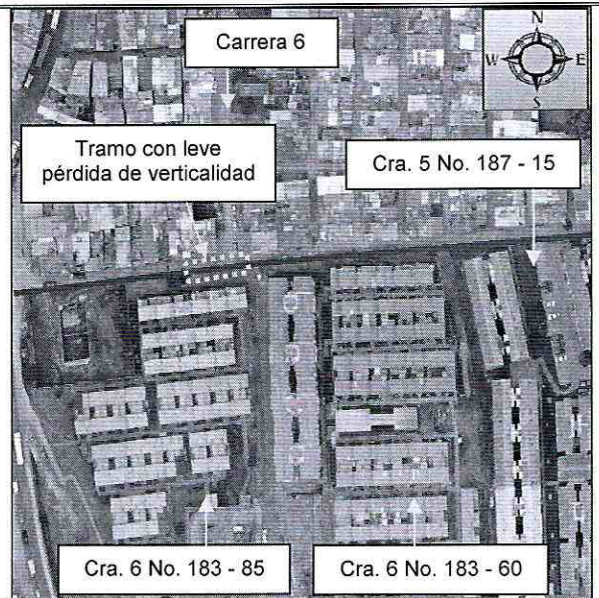 Carrera 6
N
W
E
S
Tramo con leve
pérdida de verticalidad
Cra. 5 No. 187 - 15
Cra. 6 No. 183 - 85
Cra. 6 No. 183 - 60